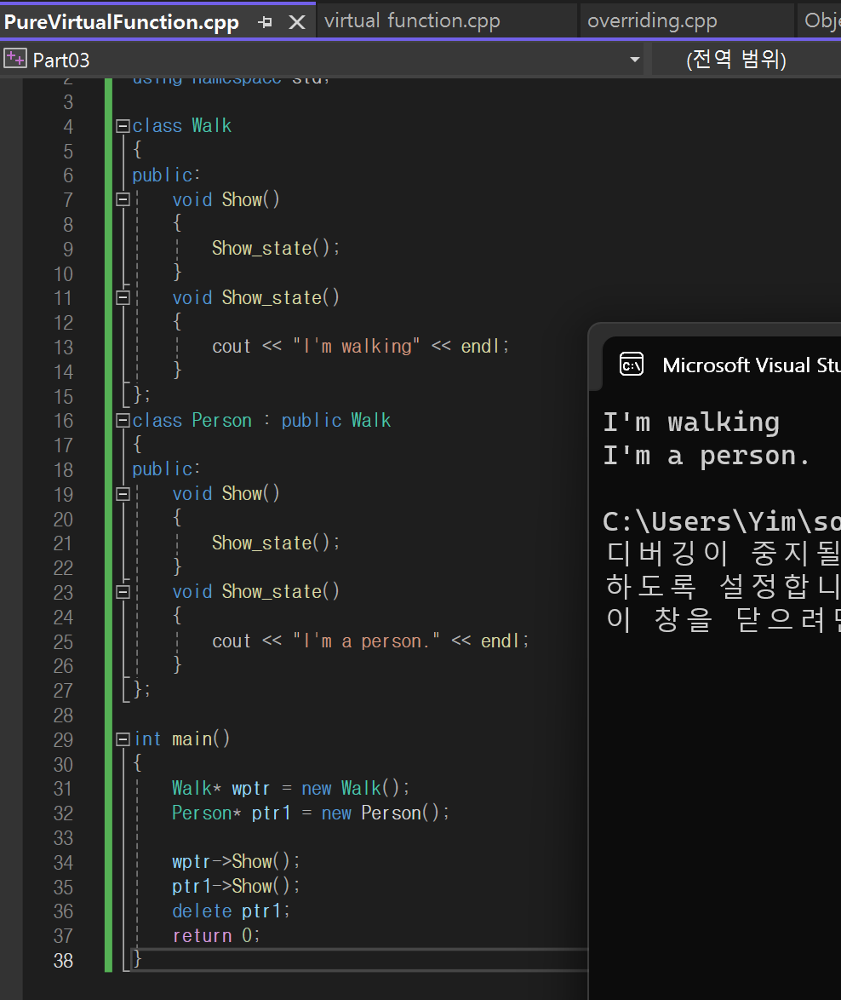 PureVirtualFunction.cpp virtual function.cpp overriding.cpp Obje
Part03 (전역 범위)
2 using namespace std;
3
4 class Walk
5 {
6 public:
7 void Show()
8 {
9 Show_state();
10 }
11 void Show_state()
12 {
13 cout << "I'm walking" << endl;
14 }
15 };
16 class Person : public Walk
17 {
18 public:
19 void Show()
20 {
21 Show_state();
22 }
23 void Show_state()
24 {
25 cout << "I'm a person." << endl;
26 }
27 };
28
29 int main()
30 {
31 Walk* wptr = new Walk();
32 Person* ptr1 = new Person();
33
34 wptr->Show();
35 ptr1->Show();
36 delete ptr1;
37 return 0;
38 }
Microsoft Visual Stu
I'm walking
I'm a person.
C:\Users\Yim\so
디버깅이 중지될
하도록 설정합니
이 창을 닫으려면